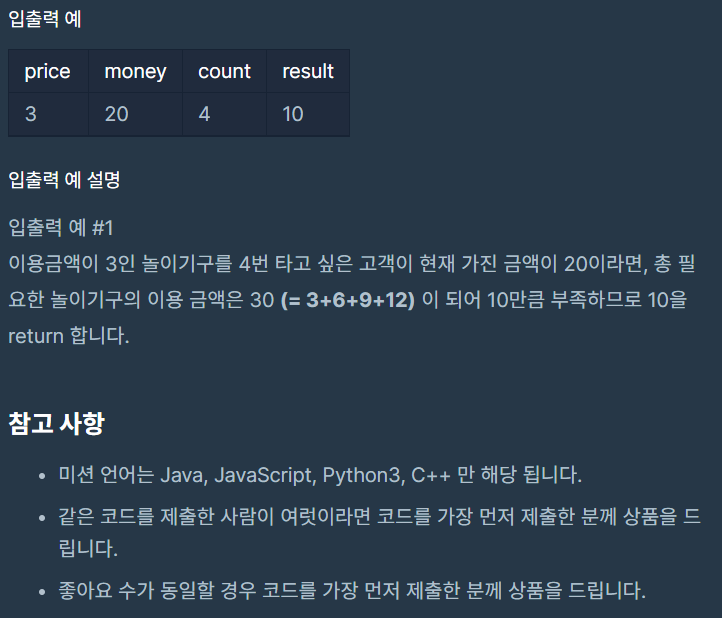 입출력 예
price money count result
3 20 4 10
입출력 예 설명
입출력 예 #1
이용금액이 3인 놀이기구를 4번 타고 싶은 고객이 현재 가진 금액이 20이라면, 총 필
요한 놀이기구의 이용 금액은 30 (= 3+6+9+12) 이 되어 10만큼 부족하므로 10을
return 합니다.
참고 사항
• 미션 언어는 Java, JavaScript, Python3, C++ 만 해당 됩니다.
• 같은 코드를 제출한 사람이 여럿이라면 코드를 가장 먼저 제출한 분께 상품을 드
립니다.
• 좋아요 수가 동일할 경우 코드를 가장 먼저 제출한 분께 상품을 드립니다.